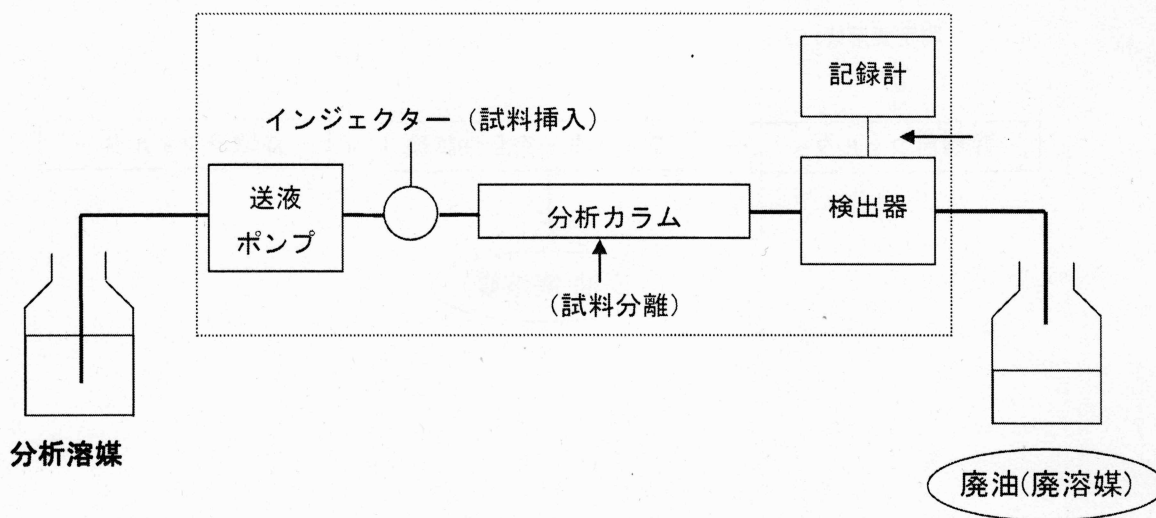 記録計
インジェクター（試料挿入）
送液
ポンプ
分析カラム
検出器
（試料分離）
分析溶媒
廃油(廃溶媒)